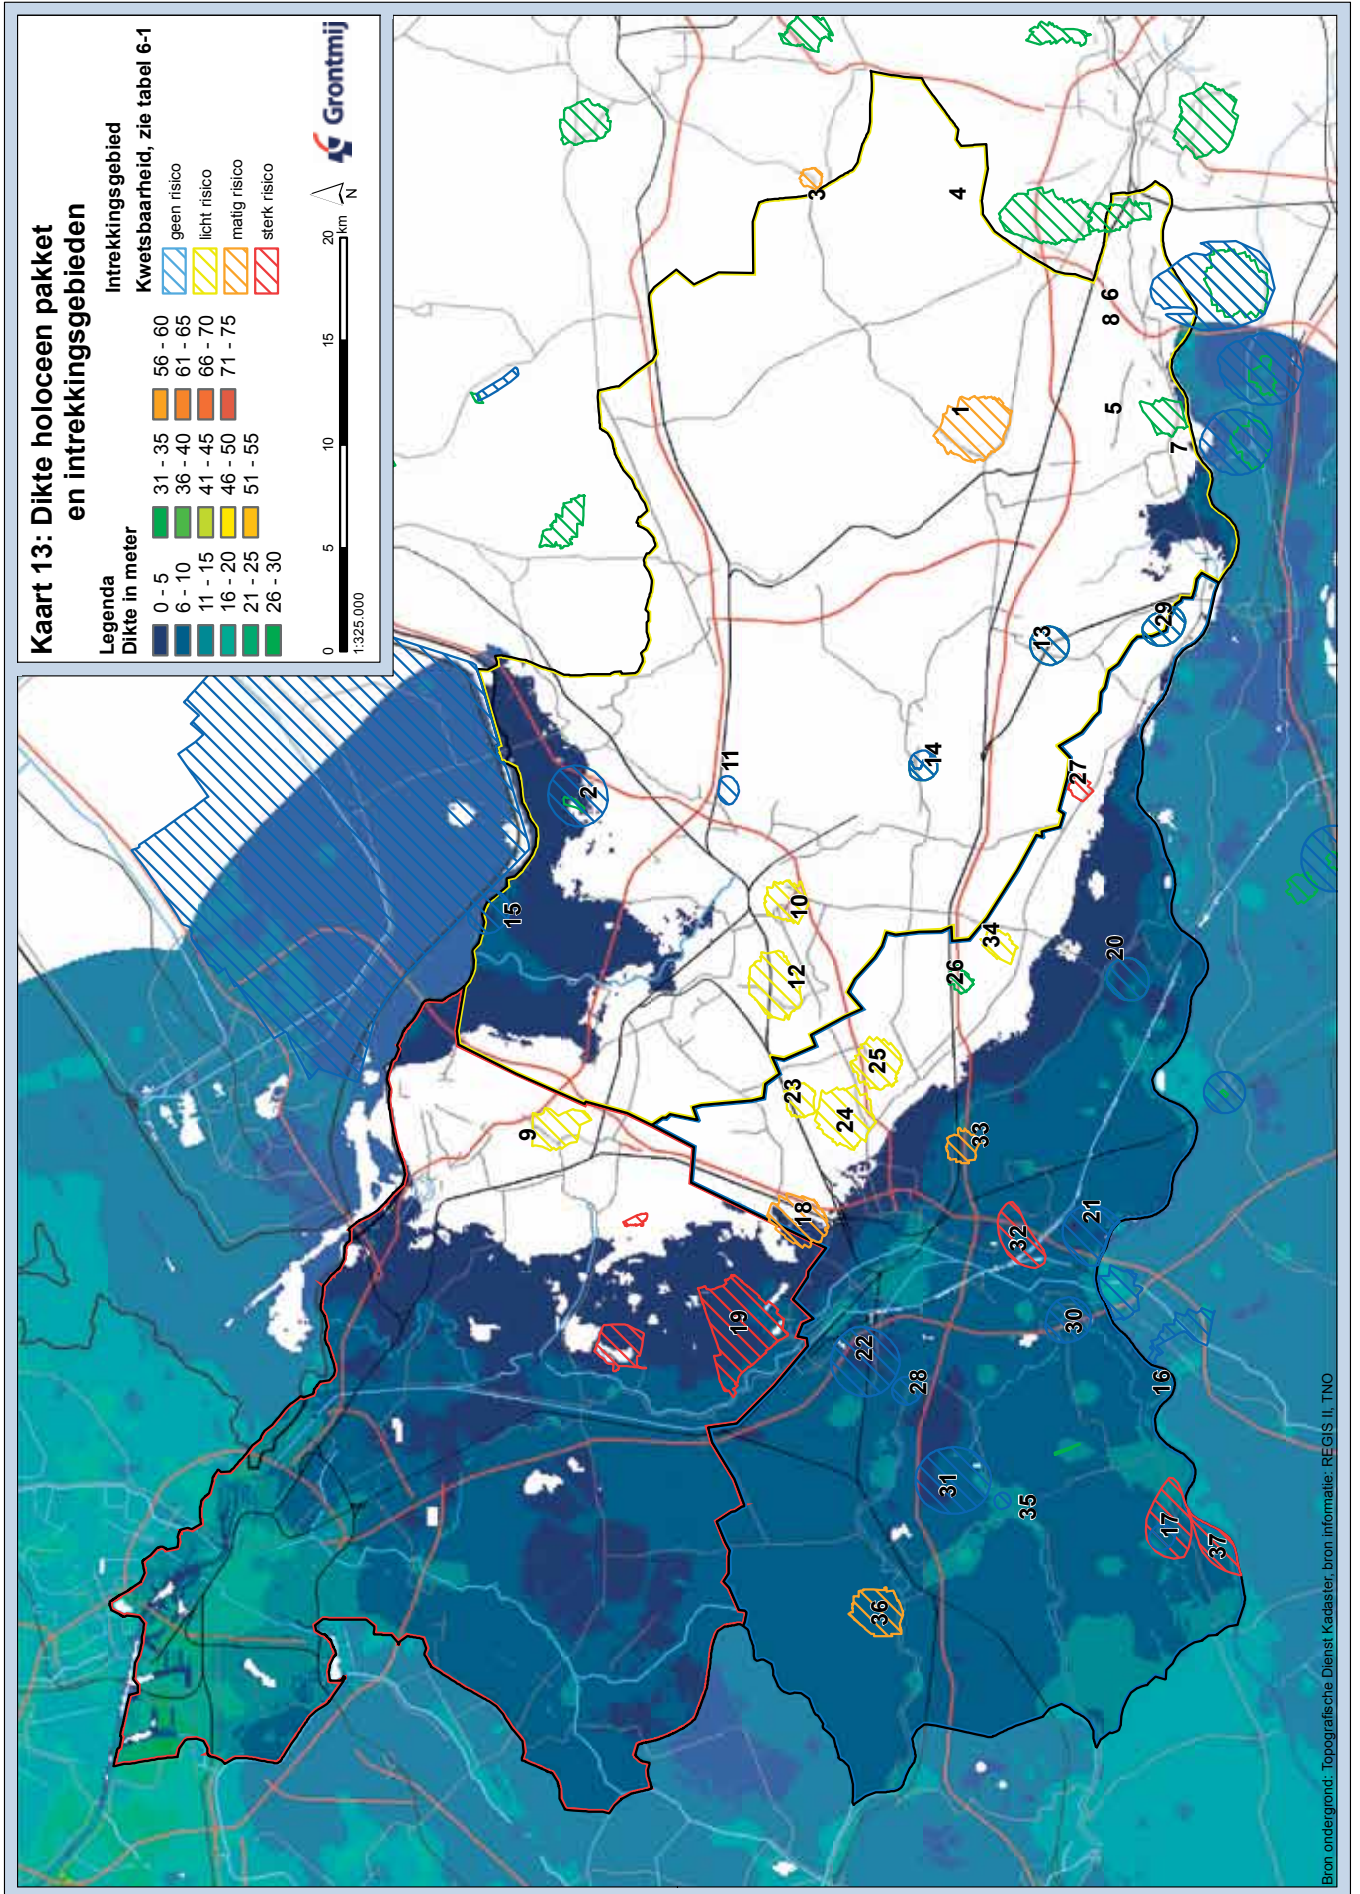 Kaart 13: Dikte holoceen pakket
en intrekkingsgebieden
Legenda
Dikte in meter
0 - 5
6 - 10
11 - 15
16 - 20
21 - 25
26 - 30
31 - 35
36 - 40
41 - 45
46 - 50
51 - 55
56 - 60
61 - 65
66 - 70
71 - 75
Intrekkingsgebied
Kwetsbaarheid, zie tabel 6-1
geen risico
licht risico
matig risico
sterk risico
0 5 10 15 20
km
1:325.000
N
Grontmij
15
2
11
3
4
1
6
8
5
7
9
10
12
14
13
29
27
23
24
25
26
34
20
18
19
33
32
21
30
22
28
31
35
16
17
37
36
Bron ondergrond: Topografische Dienst Kadaster, bron informatie: REGIS II, TNO